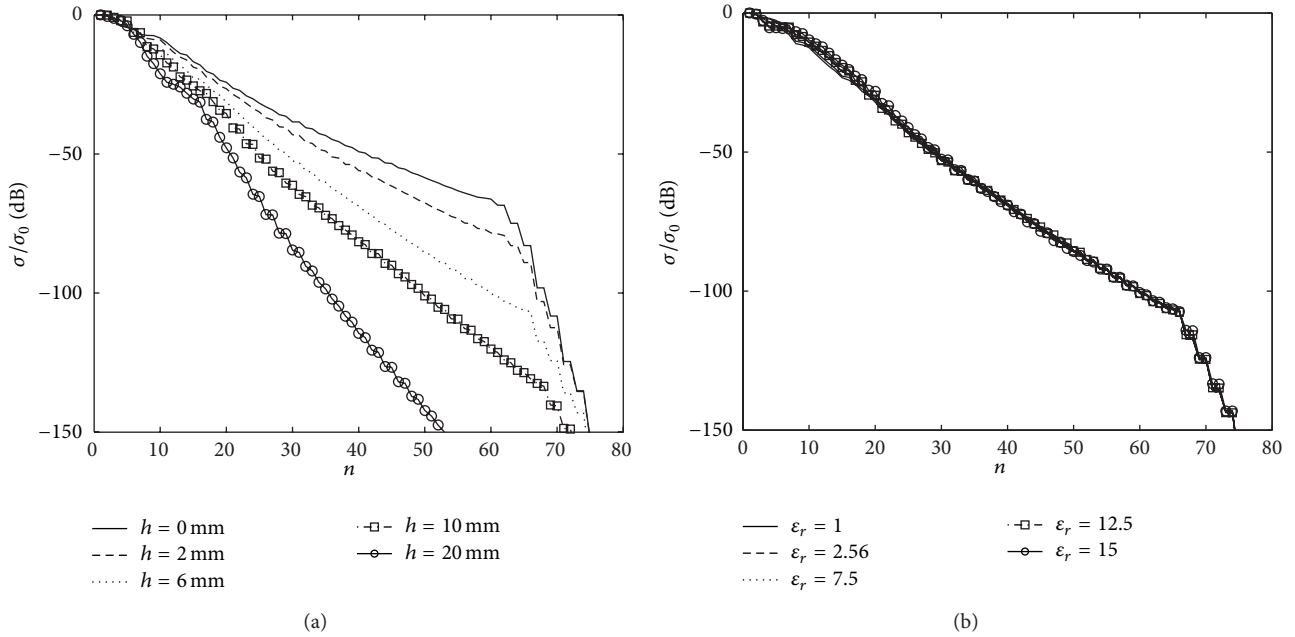 0
−50
−100
−150
σ/σ0 (dB)
0 10 20 30 40 50 60 70 80
n
h = 0 mm
h = 2 mm
h = 6 mm
h = 10 mm
h = 20 mm
(a)
0
−50
−100
−150
σ/σ0 (dB)
0 10 20 30 40 50 60 70 80
n
εr = 1
εr = 2.56
εr = 7.5
εr = 12.5
εr = 15
(b)